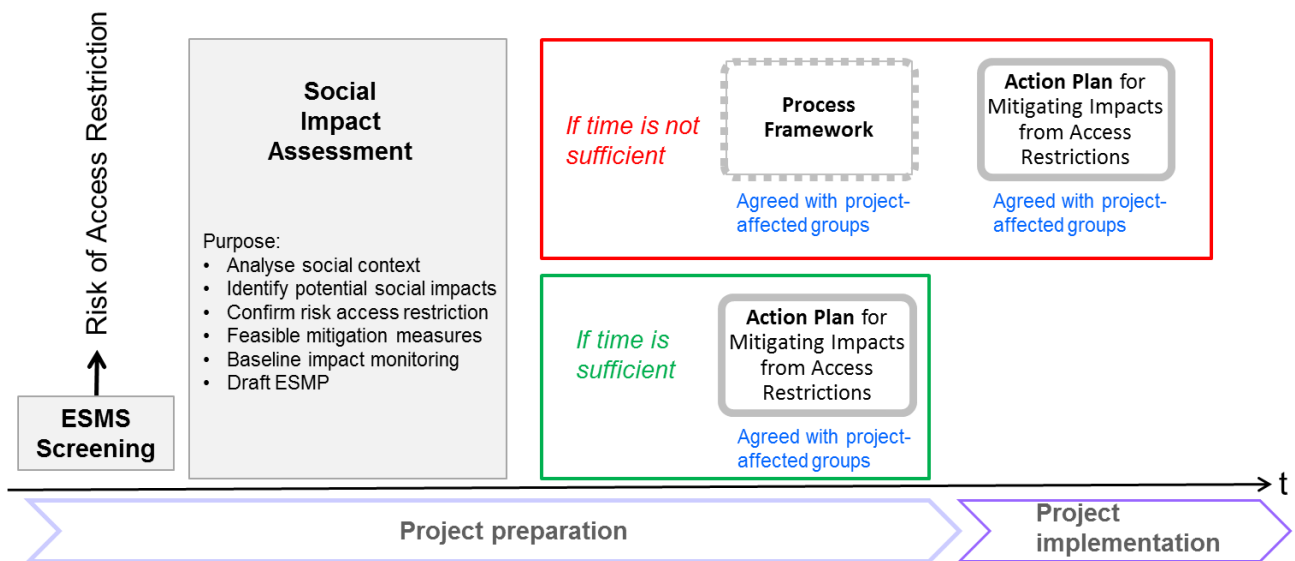 Risk of Access Restriction
ESMS
Screening
Social
Impact
Assessment
Purpose:
• Analyse social context
• Identify potential social impacts
• Confirm risk access restriction
• Feasible mitigation measures
• Baseline impact monitoring
• Draft ESMP
If time is not
sufficient
Process
Framework
Agreed with project-
affected groups
Action Plan for
Mitigating Impacts
from Access
Restrictions
Agreed with project-
affected groups
If time is
sufficient
Action Plan for
Mitigating Impacts
from Access
Restrictions
Agreed with project-
affected groups
t
Project preparation
Project
implementation